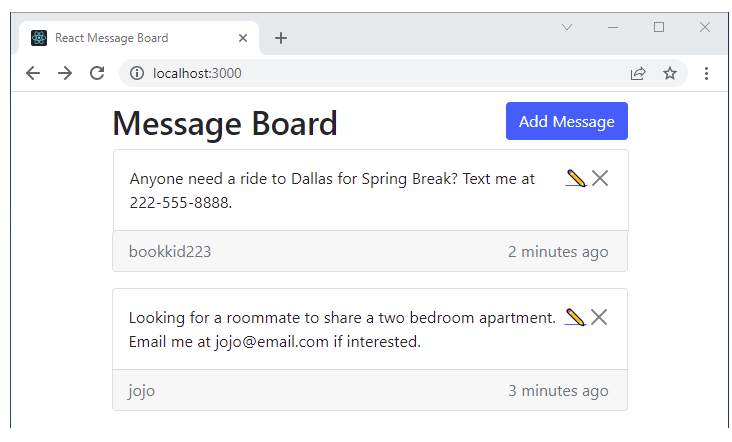 React Message Board
localhost:3000
Message Board
Add Message
Anyone need a ride to Dallas for Spring Break? Text me at
222-555-8888.
bookkid223
2 minutes ago
Looking for a roommate to share a two bedroom apartment.
Email me at jojo@email.com if interested.
jojo
3 minutes ago